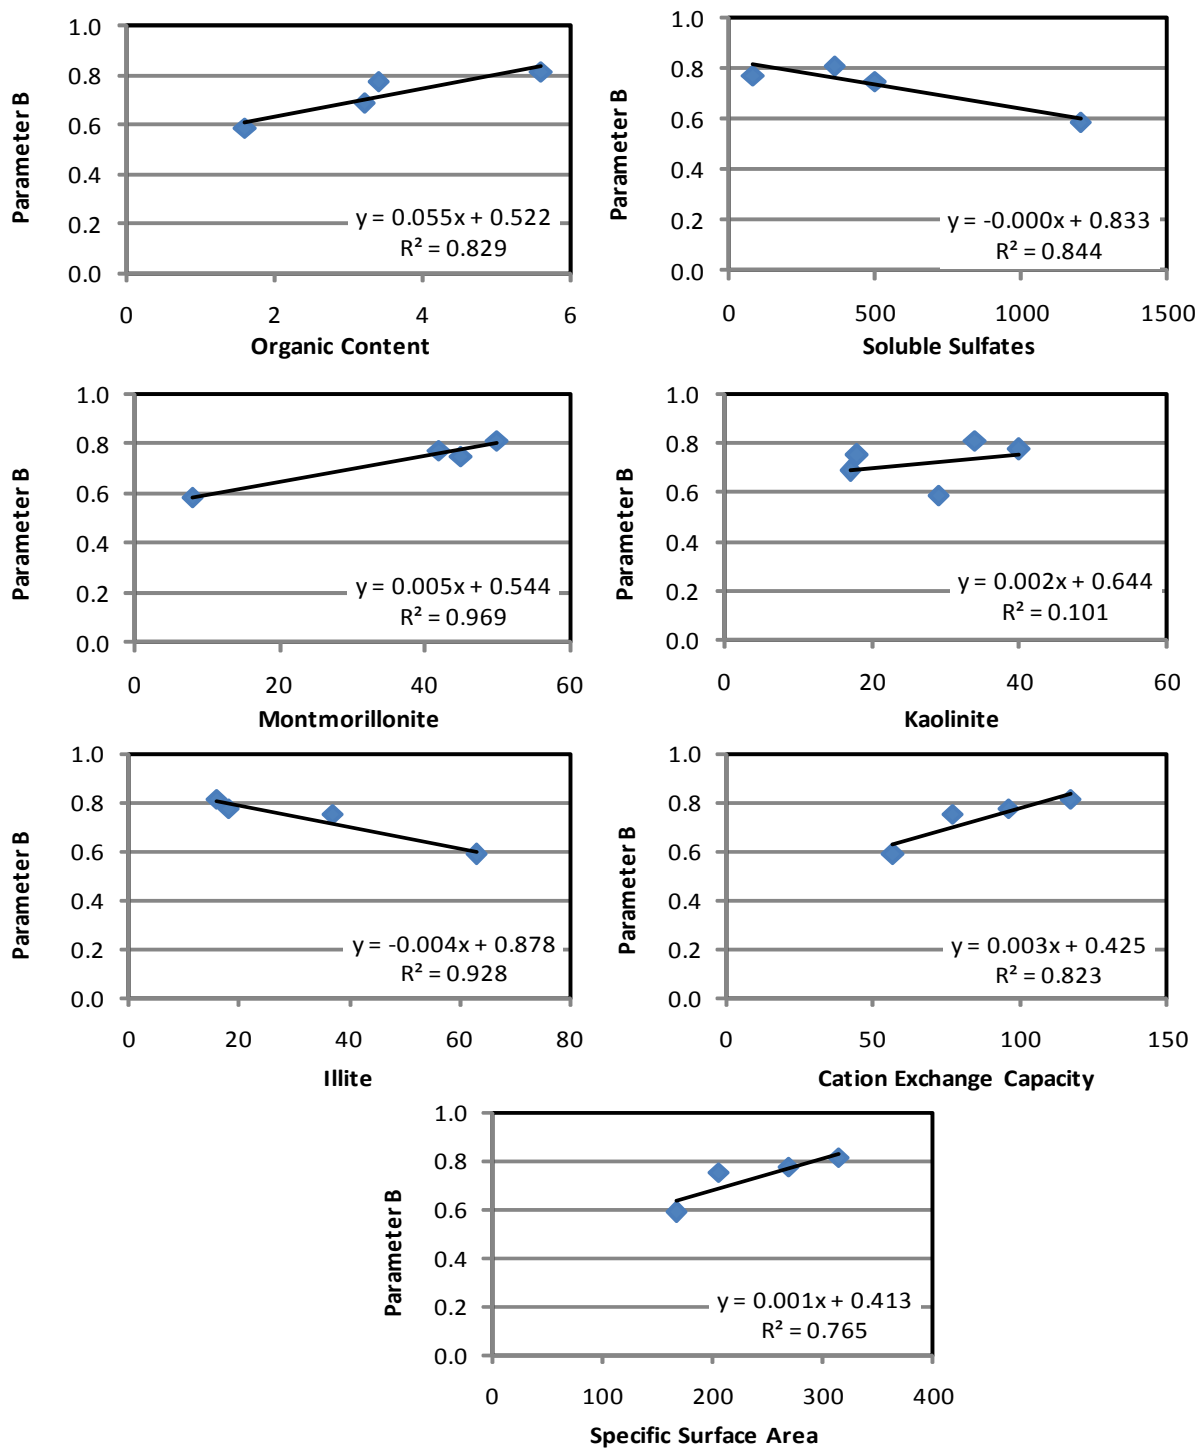 1.0
0.8
0.6
0.4
0.2
0.0
Parameter B
y = 0.055x + 0.522
R² = 0.829
0 2 4 6
Organic Content
1.0
0.8
0.6
0.4
0.2
0.0
Parameter B
y = -0.000x + 0.833
R² = 0.844
0 500 1000 1500
Soluble Sulfates
1.0
0.8
0.6
0.4
0.2
0.0
Parameter B
y = 0.005x + 0.544
R² = 0.969
0 20 40 60
Montmorillonite
1.0
0.8
0.6
0.4
0.2
0.0
Parameter B
y = 0.002x + 0.644
R² = 0.101
0 20 40 60
Kaolinite
1.0
0.8
0.6
0.4
0.2
0.0
Parameter B
y = -0.004x + 0.878
R² = 0.928
0 20 40 60 80
Illite
1.0
0.8
0.6
0.4
0.2
0.0
Parameter B
y = 0.003x + 0.425
R² = 0.823
0 50 100 150
Cation Exchange Capacity
1.0
0.8
0.6
0.4
0.2
0.0
Parameter B
y = 0.001x + 0.413
R² = 0.765
0 100 200 300 400
Specific Surface Area